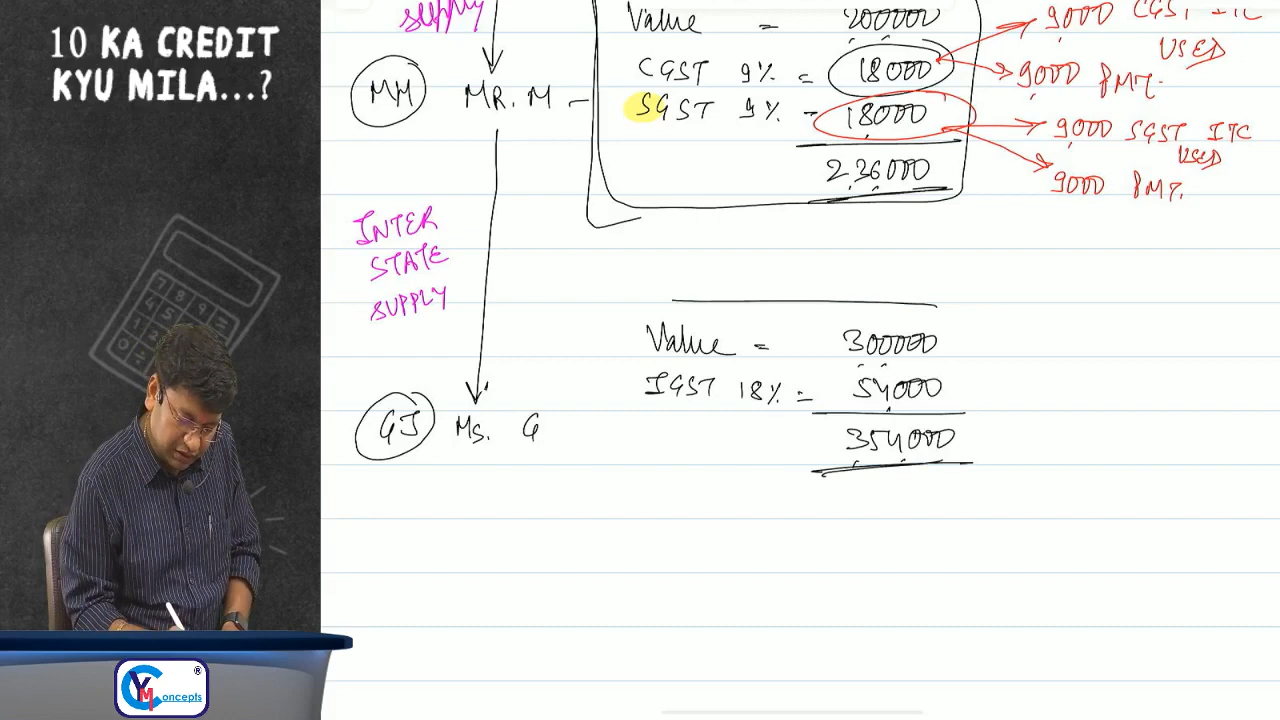 10 KA CREDIT
KYU MILA...?
supply
Value = 200000
CGST 9% = 18000
SGST 9% - 18000
236000
9000 CGST ITC
USED
9000 PMT.
9000 SGST ITC
USED
9000 PMT.
MH MR. M -
INTER
STATE
SUPPLY
Value = 300000
IGST 18% = 54000
354000
GJ Ms. G
CYM
Concepts
®